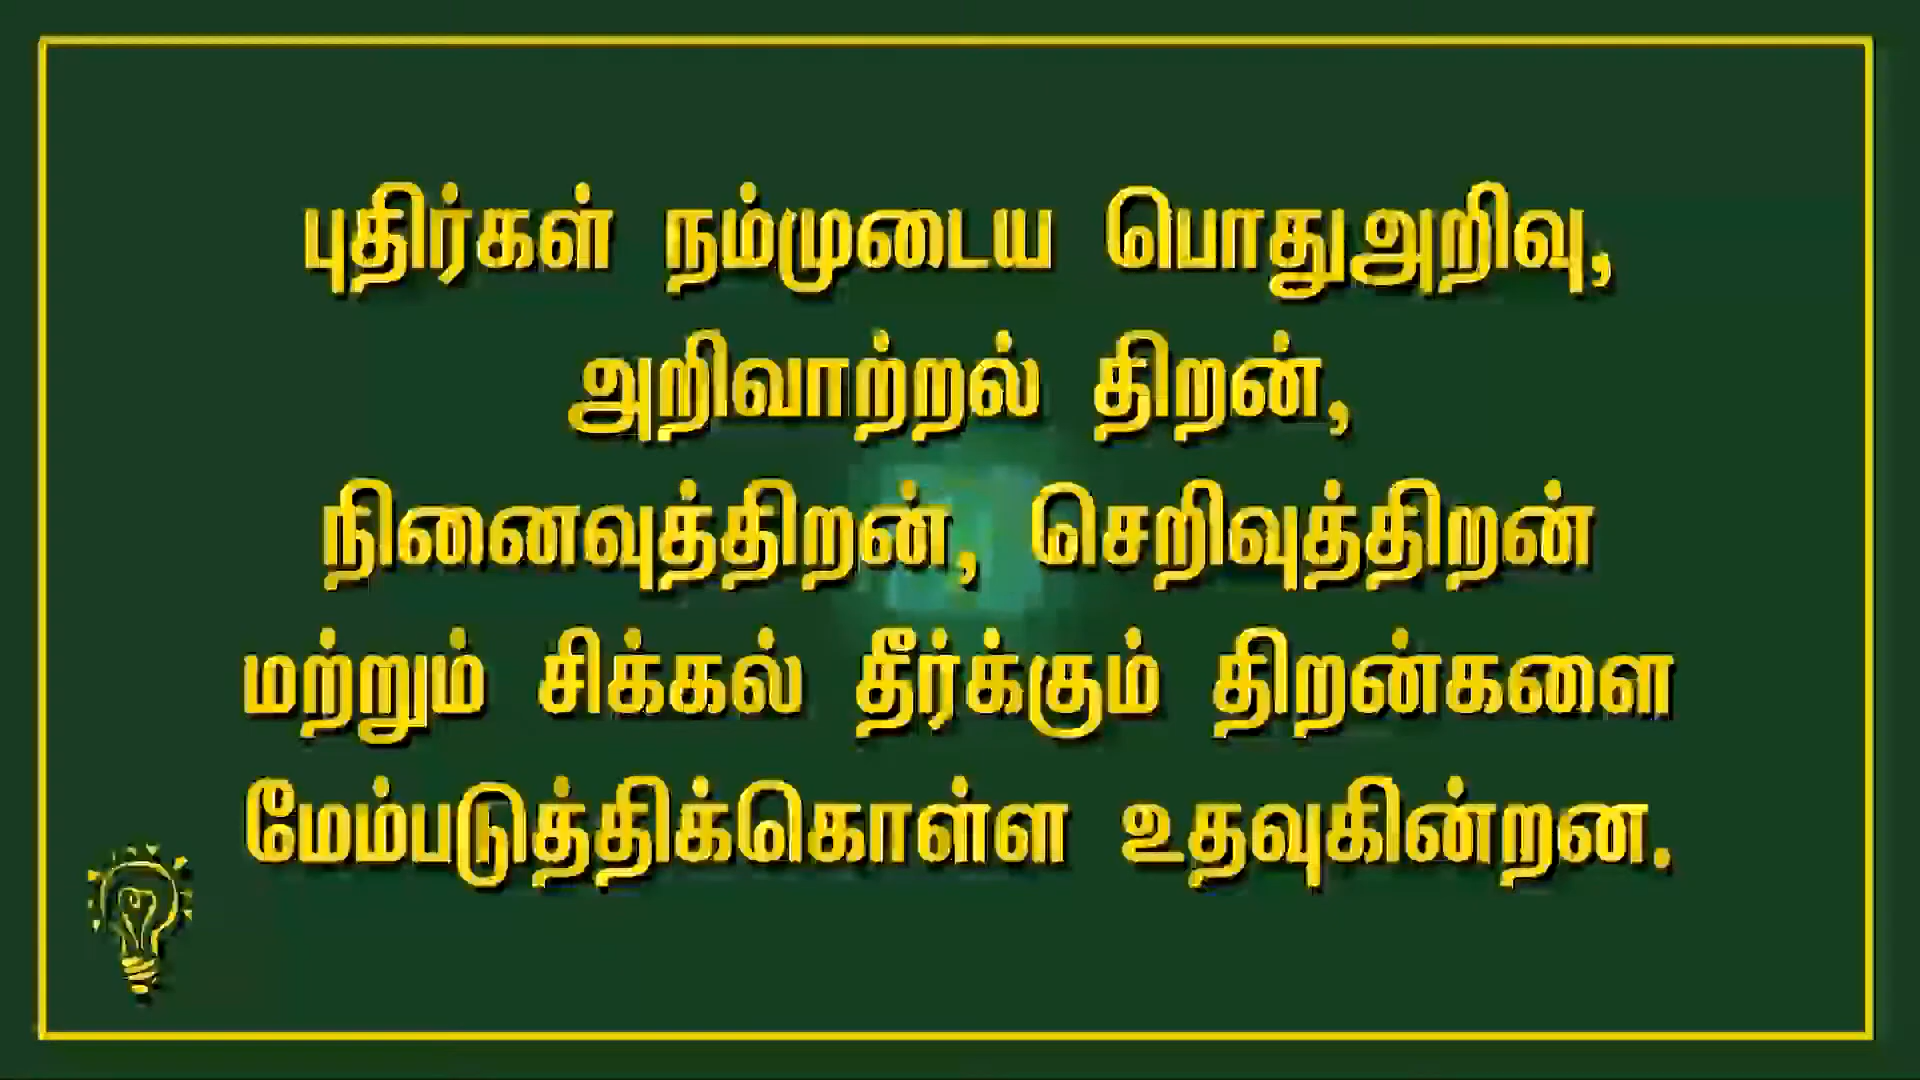 புதிர்கள் நம்முடைய பொதுஅறிவு,
அறிவாற்றல் திறன்,
நினைவுத்திறன், செறிவுத்திறன்
மற்றும் சிக்கல் தீர்க்கும் திறன்களை
மேம்படுத்திக்கொள்ள உதவுகின்றன.